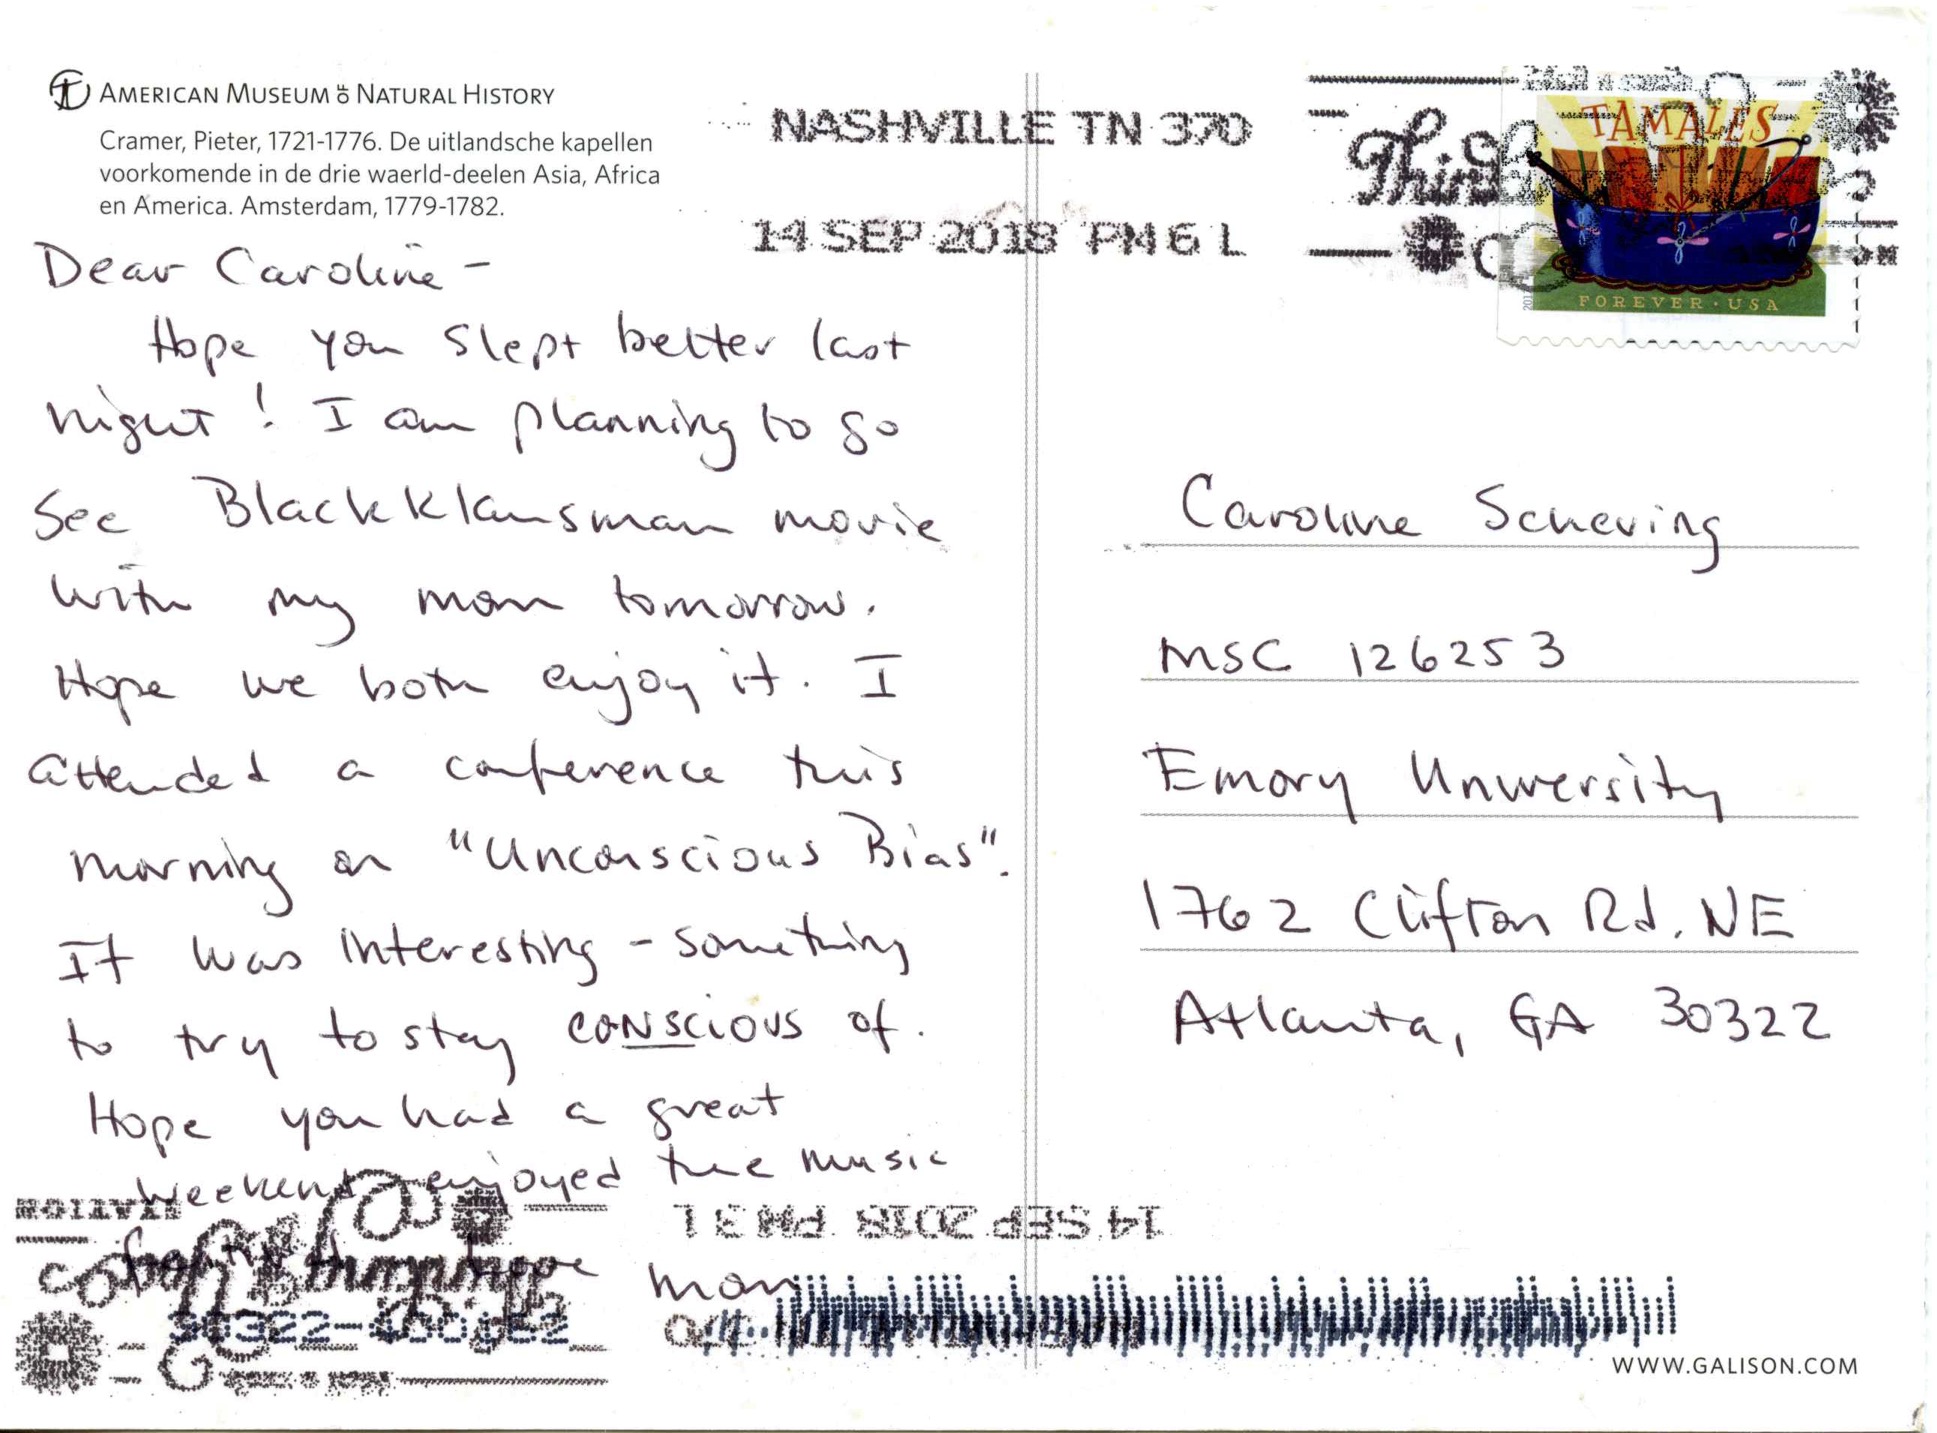 AMERICAN MUSEUM OF NATURAL HISTORY
Cramer, Pieter, 1721-1776. De uitlandsche kapellen
voorkomende in de drie waerld-deelen Asia, Africa
en America. Amsterdam, 1779-1782.
Dear Caroline –
Hope you slept better last
night! I am planning to go
see Blackkklansman movie
with my mom tomorrow.
Hope we both enjoy it. I
attended a conference this
morning on "Unconscious Bias".
It was interesting – something
to try to stay CONSCIOUS of.
Hope you had a great
weekend – enjoyed the music
love
mom
NASHVILLE TN 370
14 SEP 2018 PM 6 L
TAMALES
FOREVER · USA
Caroline Scheving
MSC 126253
Emory University
1762 Clifton Rd. NE
Atlanta, GA 30322
14 SEP 2018 PM 3 L
WWW.GALISON.COM